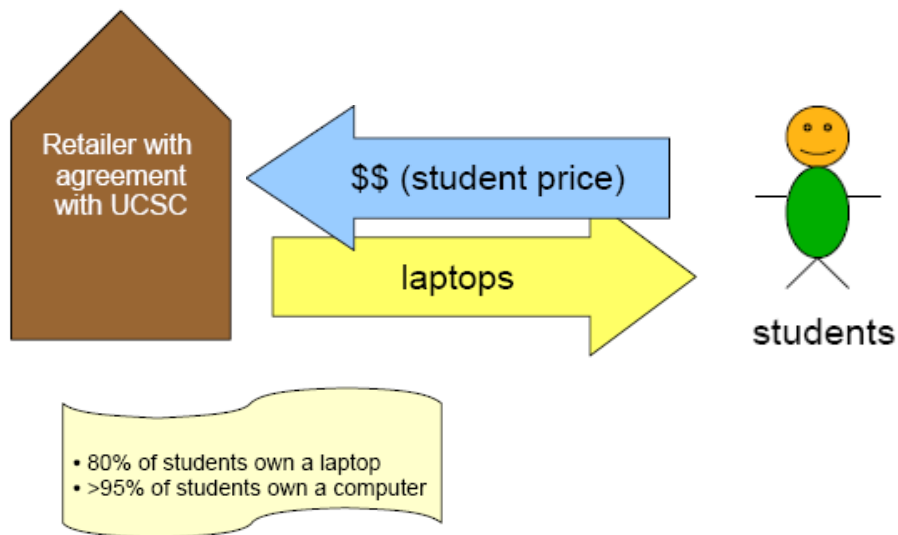 Retailer with
agreement
with UCSC
$$ (student price)
laptops
students
• 80% of students own a laptop
• >95% of students own a computer